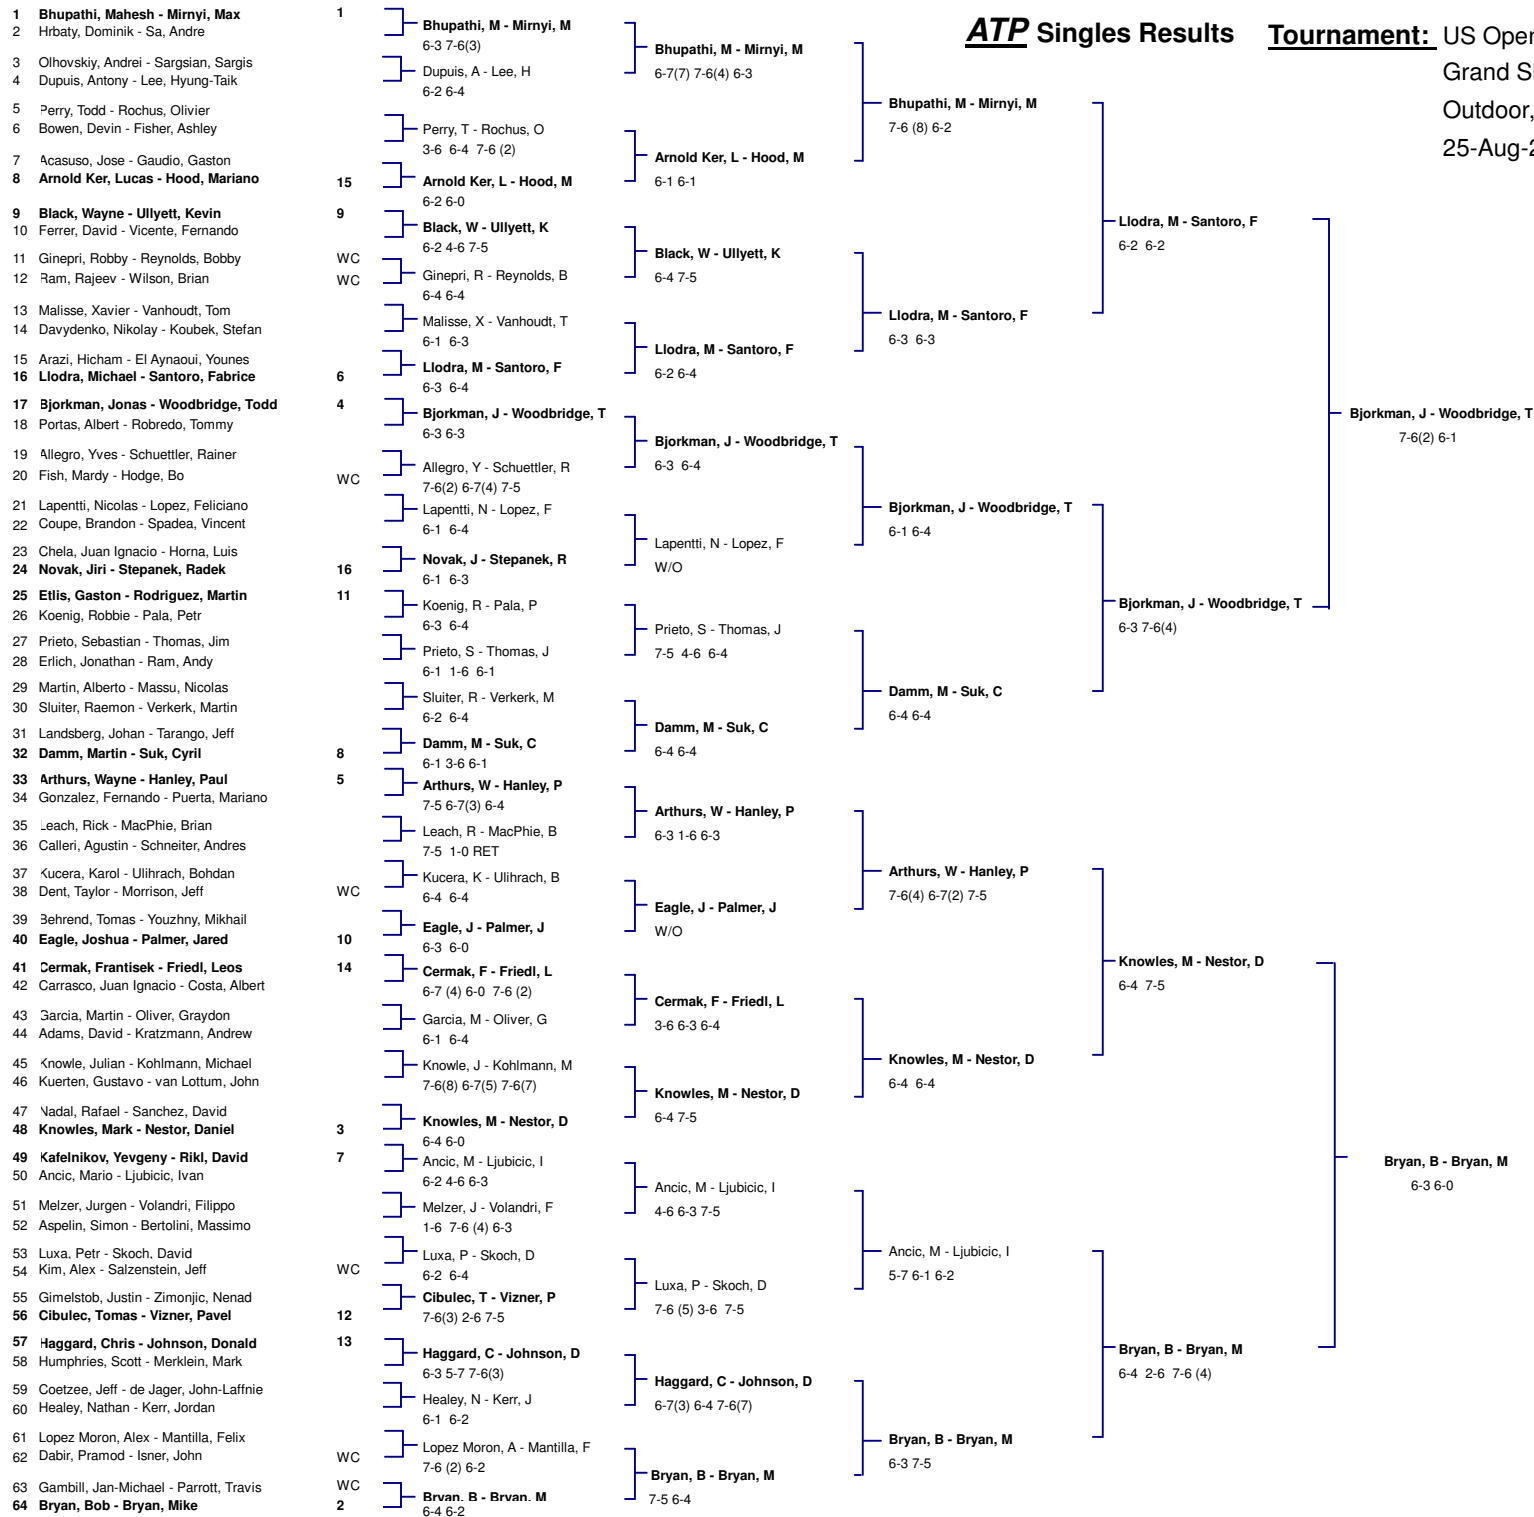 ATP Singles Results Tournament: US Open
Grand Sl
Outdoor,
25-Aug-2
1 Bhupathi, Mahesh - Mirnyi, Max 1
2 Hrbaty, Dominik - Sa, Andre
3 Olhovskiy, Andrei - Sargsian, Sargis
4 Dupuis, Antony - Lee, Hyung-Taik
5 Perry, Todd - Rochus, Olivier
6 Bowen, Devin - Fisher, Ashley
7 Acasuso, Jose - Gaudio, Gaston
8 Arnold Ker, Lucas - Hood, Mariano 15
9 Black, Wayne - Ullyett, Kevin 9
10 Ferrer, David - Vicente, Fernando
11 Ginepri, Robby - Reynolds, Bobby WC
12 Ram, Rajeev - Wilson, Brian WC
13 Malisse, Xavier - Vanhoudt, Tom
14 Davydenko, Nikolay - Koubek, Stefan
15 Arazi, Hicham - El Aynaoui, Younes
16 Llodra, Michael - Santoro, Fabrice 6
17 Bjorkman, Jonas - Woodbridge, Todd 4
18 Portas, Albert - Robredo, Tommy
19 Allegro, Yves - Schuettler, Rainer
20 Fish, Mardy - Hodge, Bo WC
21 Lapentti, Nicolas - Lopez, Feliciano
22 Coupe, Brandon - Spadea, Vincent
23 Chela, Juan Ignacio - Horna, Luis
24 Novak, Jiri - Stepanek, Radek 16
25 Etlis, Gaston - Rodriguez, Martin 11
26 Koenig, Robbie - Pala, Petr
27 Prieto, Sebastian - Thomas, Jim
28 Erlich, Jonathan - Ram, Andy
29 Martin, Alberto - Massu, Nicolas
30 Sluiter, Raemon - Verkerk, Martin
31 Landsberg, Johan - Tarango, Jeff
32 Damm, Martin - Suk, Cyril 8
33 Arthurs, Wayne - Hanley, Paul 5
34 Gonzalez, Fernando - Puerta, Mariano
35 Leach, Rick - MacPhie, Brian
36 Calleri, Agustin - Schneiter, Andres
37 Kucera, Karol - Ulihrach, Bohdan
38 Dent, Taylor - Morrison, Jeff WC
39 Behrend, Tomas - Youzhny, Mikhail
40 Eagle, Joshua - Palmer, Jared 10
41 Cermak, Frantisek - Friedl, Leos 14
42 Carrasco, Juan Ignacio - Costa, Albert
43 Garcia, Martin - Oliver, Graydon
44 Adams, David - Kratzmann, Andrew
45 Knowle, Julian - Kohlmann, Michael
46 Kuerten, Gustavo - van Lottum, John
47 Nadal, Rafael - Sanchez, David
48 Knowles, Mark - Nestor, Daniel 3
49 Kafelnikov, Yevgeny - Rikl, David 7
50 Ancic, Mario - Ljubicic, Ivan
51 Melzer, Jurgen - Volandri, Filippo
52 Aspelin, Simon - Bertolini, Massimo
53 Luxa, Petr - Skoch, David
54 Kim, Alex - Salzenstein, Jeff WC
55 Gimelstob, Justin - Zimonjic, Nenad
56 Cibulec, Tomas - Vizner, Pavel 12
57 Haggard, Chris - Johnson, Donald 13
58 Humphries, Scott - Merklein, Mark
59 Coetzee, Jeff - de Jager, John-Laffnie
60 Healey, Nathan - Kerr, Jordan
61 Lopez Moron, Alex - Mantilla, Felix
62 Dabir, Pramod - Isner, John WC
63 Gambill, Jan-Michael - Parrott, Travis WC
64 Bryan, Bob - Bryan, Mike 2
Bhupathi, M - Mirnyi, M
6-3 7-6(3)
Dupuis, A - Lee, H
6-2 6-4
Perry, T - Rochus, O
3-6 6-4 7-6 (2)
Arnold Ker, L - Hood, M
6-2 6-0
Black, W - Ullyett, K
6-2 4-6 7-5
Ginepri, R - Reynolds, B
6-4 6-4
Malisse, X - Vanhoudt, T
6-1 6-3
Llodra, M - Santoro, F
6-3 6-4
Bjorkman, J - Woodbridge, T
6-3 6-3
Allegro, Y - Schuettler, R
7-6(2) 6-7(4) 7-5
Lapentti, N - Lopez, F
6-1 6-4
Novak, J - Stepanek, R
6-1 6-3
Koenig, R - Pala, P
6-3 6-4
Prieto, S - Thomas, J
6-1 1-6 6-1
Sluiter, R - Verkerk, M
6-2 6-4
Damm, M - Suk, C
6-1 3-6 6-1
Arthurs, W - Hanley, P
7-5 6-7(3) 6-4
Leach, R - MacPhie, B
7-5 1-0 RET
Kucera, K - Ulihrach, B
6-4 6-4
Eagle, J - Palmer, J
6-3 6-0
Cermak, F - Friedl, L
6-7 (4) 6-0 7-6 (2)
Garcia, M - Oliver, G
6-1 6-4
Knowle, J - Kohlmann, M
7-6(8) 6-7(5) 7-6(7)
Knowles, M - Nestor, D
6-4 6-0
Ancic, M - Ljubicic, I
6-2 4-6 6-3
Melzer, J - Volandri, F
1-6 7-6 (4) 6-3
Luxa, P - Skoch, D
6-2 6-4
Cibulec, T - Vizner, P
7-6(3) 2-6 7-5
Haggard, C - Johnson, D
6-3 5-7 7-6(3)
Healey, N - Kerr, J
6-1 6-2
Lopez Moron, A - Mantilla, F
7-6 (2) 6-2
Bryan, B - Bryan, M
6-4 6-2
Bhupathi, M - Mirnyi, M
6-7(7) 7-6(4) 6-3
Arnold Ker, L - Hood, M
6-1 6-1
Black, W - Ullyett, K
6-4 7-5
Llodra, M - Santoro, F
6-2 6-4
Bjorkman, J - Woodbridge, T
6-3 6-4
Lapentti, N - Lopez, F
W/O
Prieto, S - Thomas, J
7-5 4-6 6-4
Damm, M - Suk, C
6-4 6-4
Arthurs, W - Hanley, P
6-3 1-6 6-3
Eagle, J - Palmer, J
W/O
Cermak, F - Friedl, L
3-6 6-3 6-4
Knowles, M - Nestor, D
6-4 7-5
Ancic, M - Ljubicic, I
4-6 6-3 7-5
Luxa, P - Skoch, D
7-6 (5) 3-6 7-5
Haggard, C - Johnson, D
6-7(3) 6-4 7-6(7)
Bryan, B - Bryan, M
7-5 6-4
Bhupathi, M - Mirnyi, M
7-6 (8) 6-2
Llodra, M - Santoro, F
6-3 6-3
Bjorkman, J - Woodbridge, T
6-1 6-4
Damm, M - Suk, C
6-4 6-4
Arthurs, W - Hanley, P
7-6(4) 6-7(2) 7-5
Knowles, M - Nestor, D
6-4 6-4
Ancic, M - Ljubicic, I
5-7 6-1 6-2
Bryan, B - Bryan, M
6-3 7-5
Llodra, M - Santoro, F
6-2 6-2
Bjorkman, J - Woodbridge, T
6-3 7-6(4)
Knowles, M - Nestor, D
6-4 7-5
Bryan, B - Bryan, M
6-4 2-6 7-6 (4)
Bjorkman, J - Woodbridge, T
7-6(2) 6-1
Bryan, B - Bryan, M
6-3 6-0